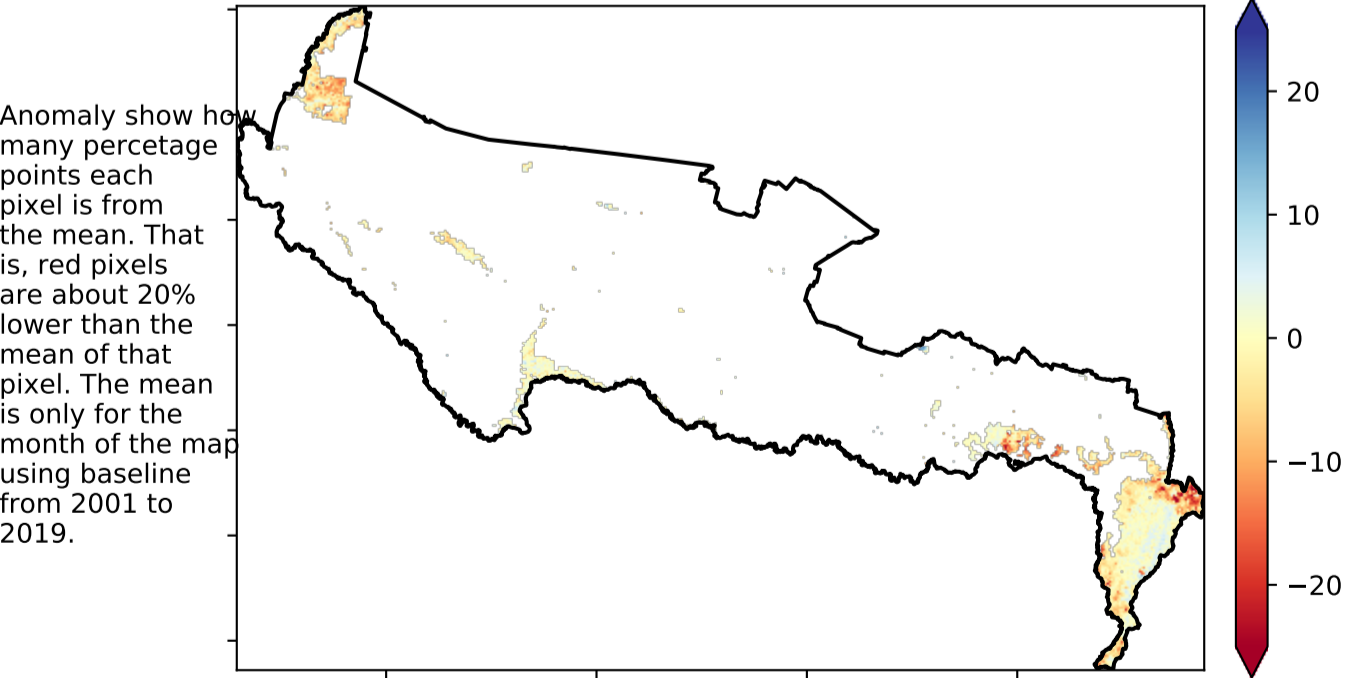 Anomaly show how
many percetage
points each
pixel is from
the mean. That
is, red pixels
are about 20%
lower than the
mean of that
pixel. The mean
is only for the
month of the map
using baseline
from 2001 to
2019.
20
10
0
−10
−20